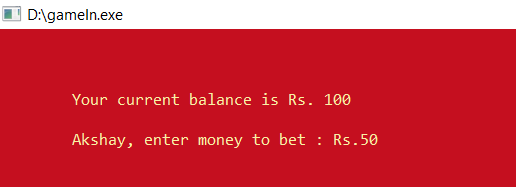 D:\gameIn.exe
Your current balance is Rs. 100
Akshay, enter money to bet : Rs.50